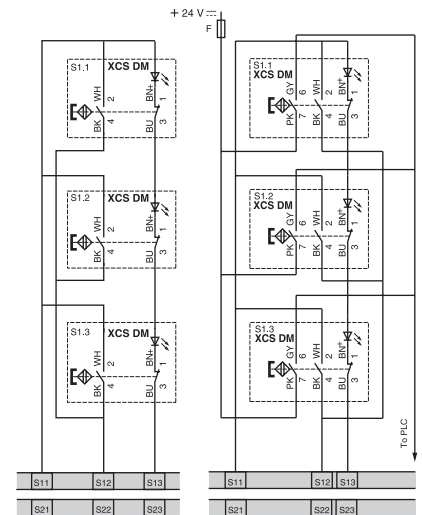 + 24 V
F
S1.1 XCS DM
WH 2
BK 4
BN+ 1
BU 3
S1.2 XCS DM
WH 2
BK 4
BN+ 1
BU 3
S1.3 XCS DM
WH 2
BK 4
BN+ 1
BU 3
S11 S12 S13
S21 S22 S23
S1.1
XCS DM
GY 6
PK 7
WH 2
BK 4
BN+ 1
BU 3
S1.2
XCS DM
GY 6
PK 7
WH 2
BK 4
BN+ 1
BU 3
S1.3
XCS DM
GY 6
PK 7
WH 2
BK 4
BN+ 1
BU 3
To PLC
S11 S12 S13
S21 S22 S23